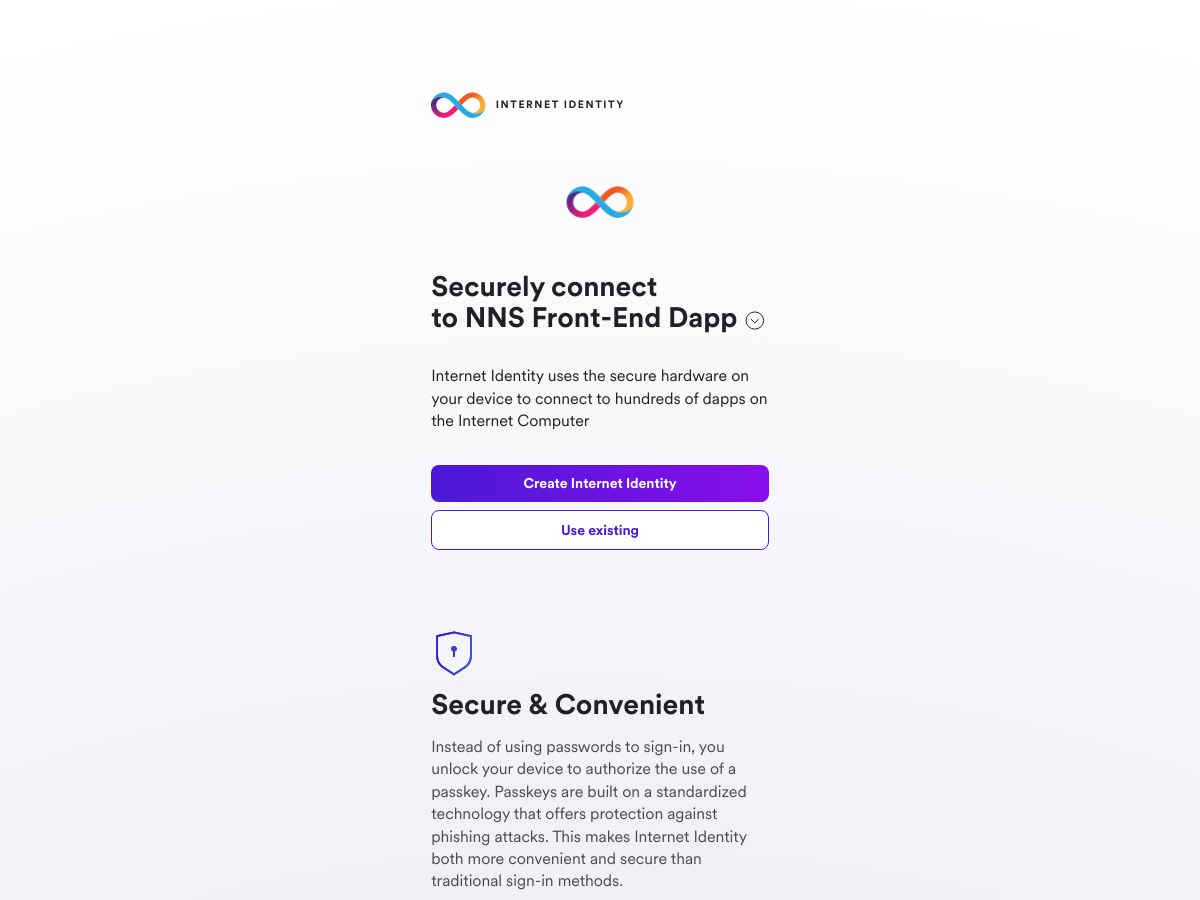 INTERNET IDENTITY
Securely connect
to NNS Front-End Dapp
Internet Identity uses the secure hardware on
your device to connect to hundreds of dapps on
the Internet Computer
Create Internet Identity
Use existing
Secure & Convenient
Instead of using passwords to sign-in, you
unlock your device to authorize the use of a
passkey. Passkeys are built on a standardized
technology that offers protection against
phishing attacks. This makes Internet Identity
both more convenient and secure than
traditional sign-in methods.